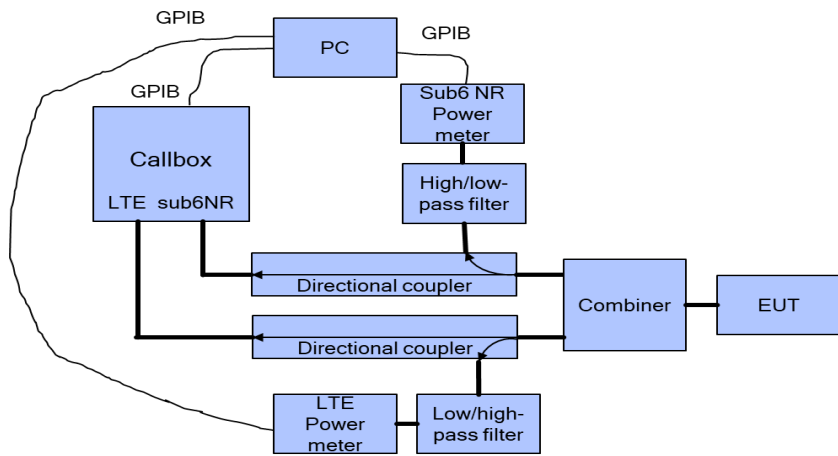 GPIB
PC
GPIB
GPIB
Sub6 NR
Power
meter
Callbox
LTE  sub6NR
High/low-
pass filter
Directional coupler
Combiner
EUT
Directional coupler
LTE
Power
meter
Low/high-
pass filter